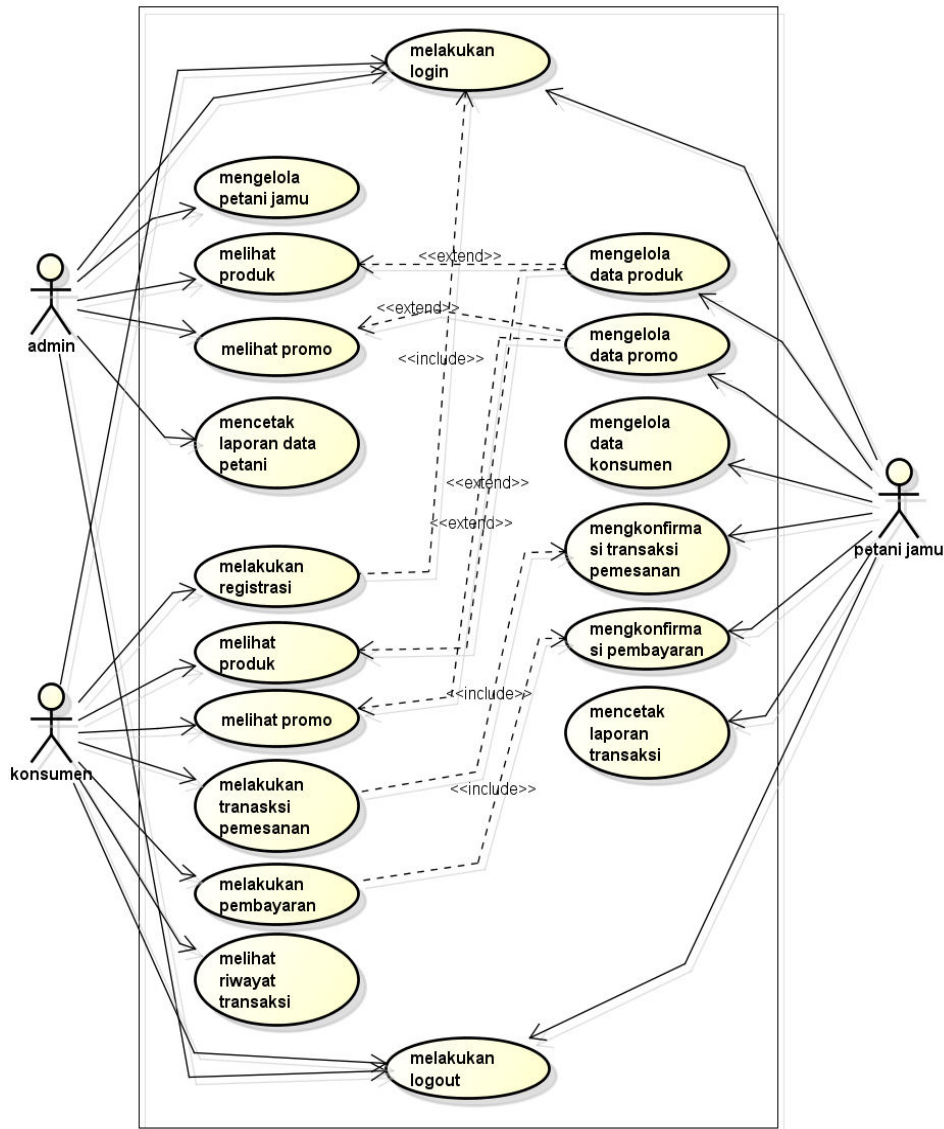 melakukan
login
mengelola
petani jamu
melihat
produk
<<extend>>
mengelola
data produk
admin
melihat promo
<<extend>>
mengelola
data promo
<<include>>
mencetak
laporan data
petani
mengelola
data
konsumen
<<extend>>
<<extend>>
mengkonfirma
si transaksi
pemesanan
petani jamu
melakukan
registrasi
mengkonfirma
si pembayaran
melihat
produk
<<include>>
melihat promo
mencetak
laporan
transaksi
konsumen
melakukan
tranasksi
pemesanan
<<include>>
melakukan
pembayaran
melihat
riwayat
transaksi
melakukan
logout